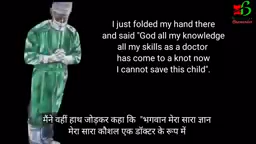 I just folded my hand there
and said "God all my knowledge
all my skills as a doctor
has come to a knot now
I cannot save this child".
मैंने वहीं हाथ जोड़कर कहा कि "भगवान मेरा सारा ज्ञान
मेरा सारा कौशल एक डॉक्टर के रूप में